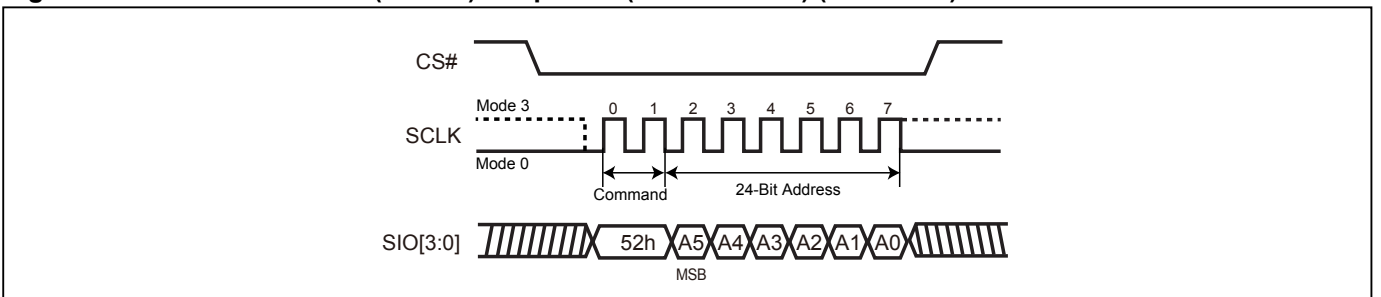 CS#
Mode 3
0 1 2 3 4 5 6 7
SCLK
Mode 0
Command
24-Bit Address
SIO[3:0]
52h A5 A4 A3 A2 A1 A0
MSB